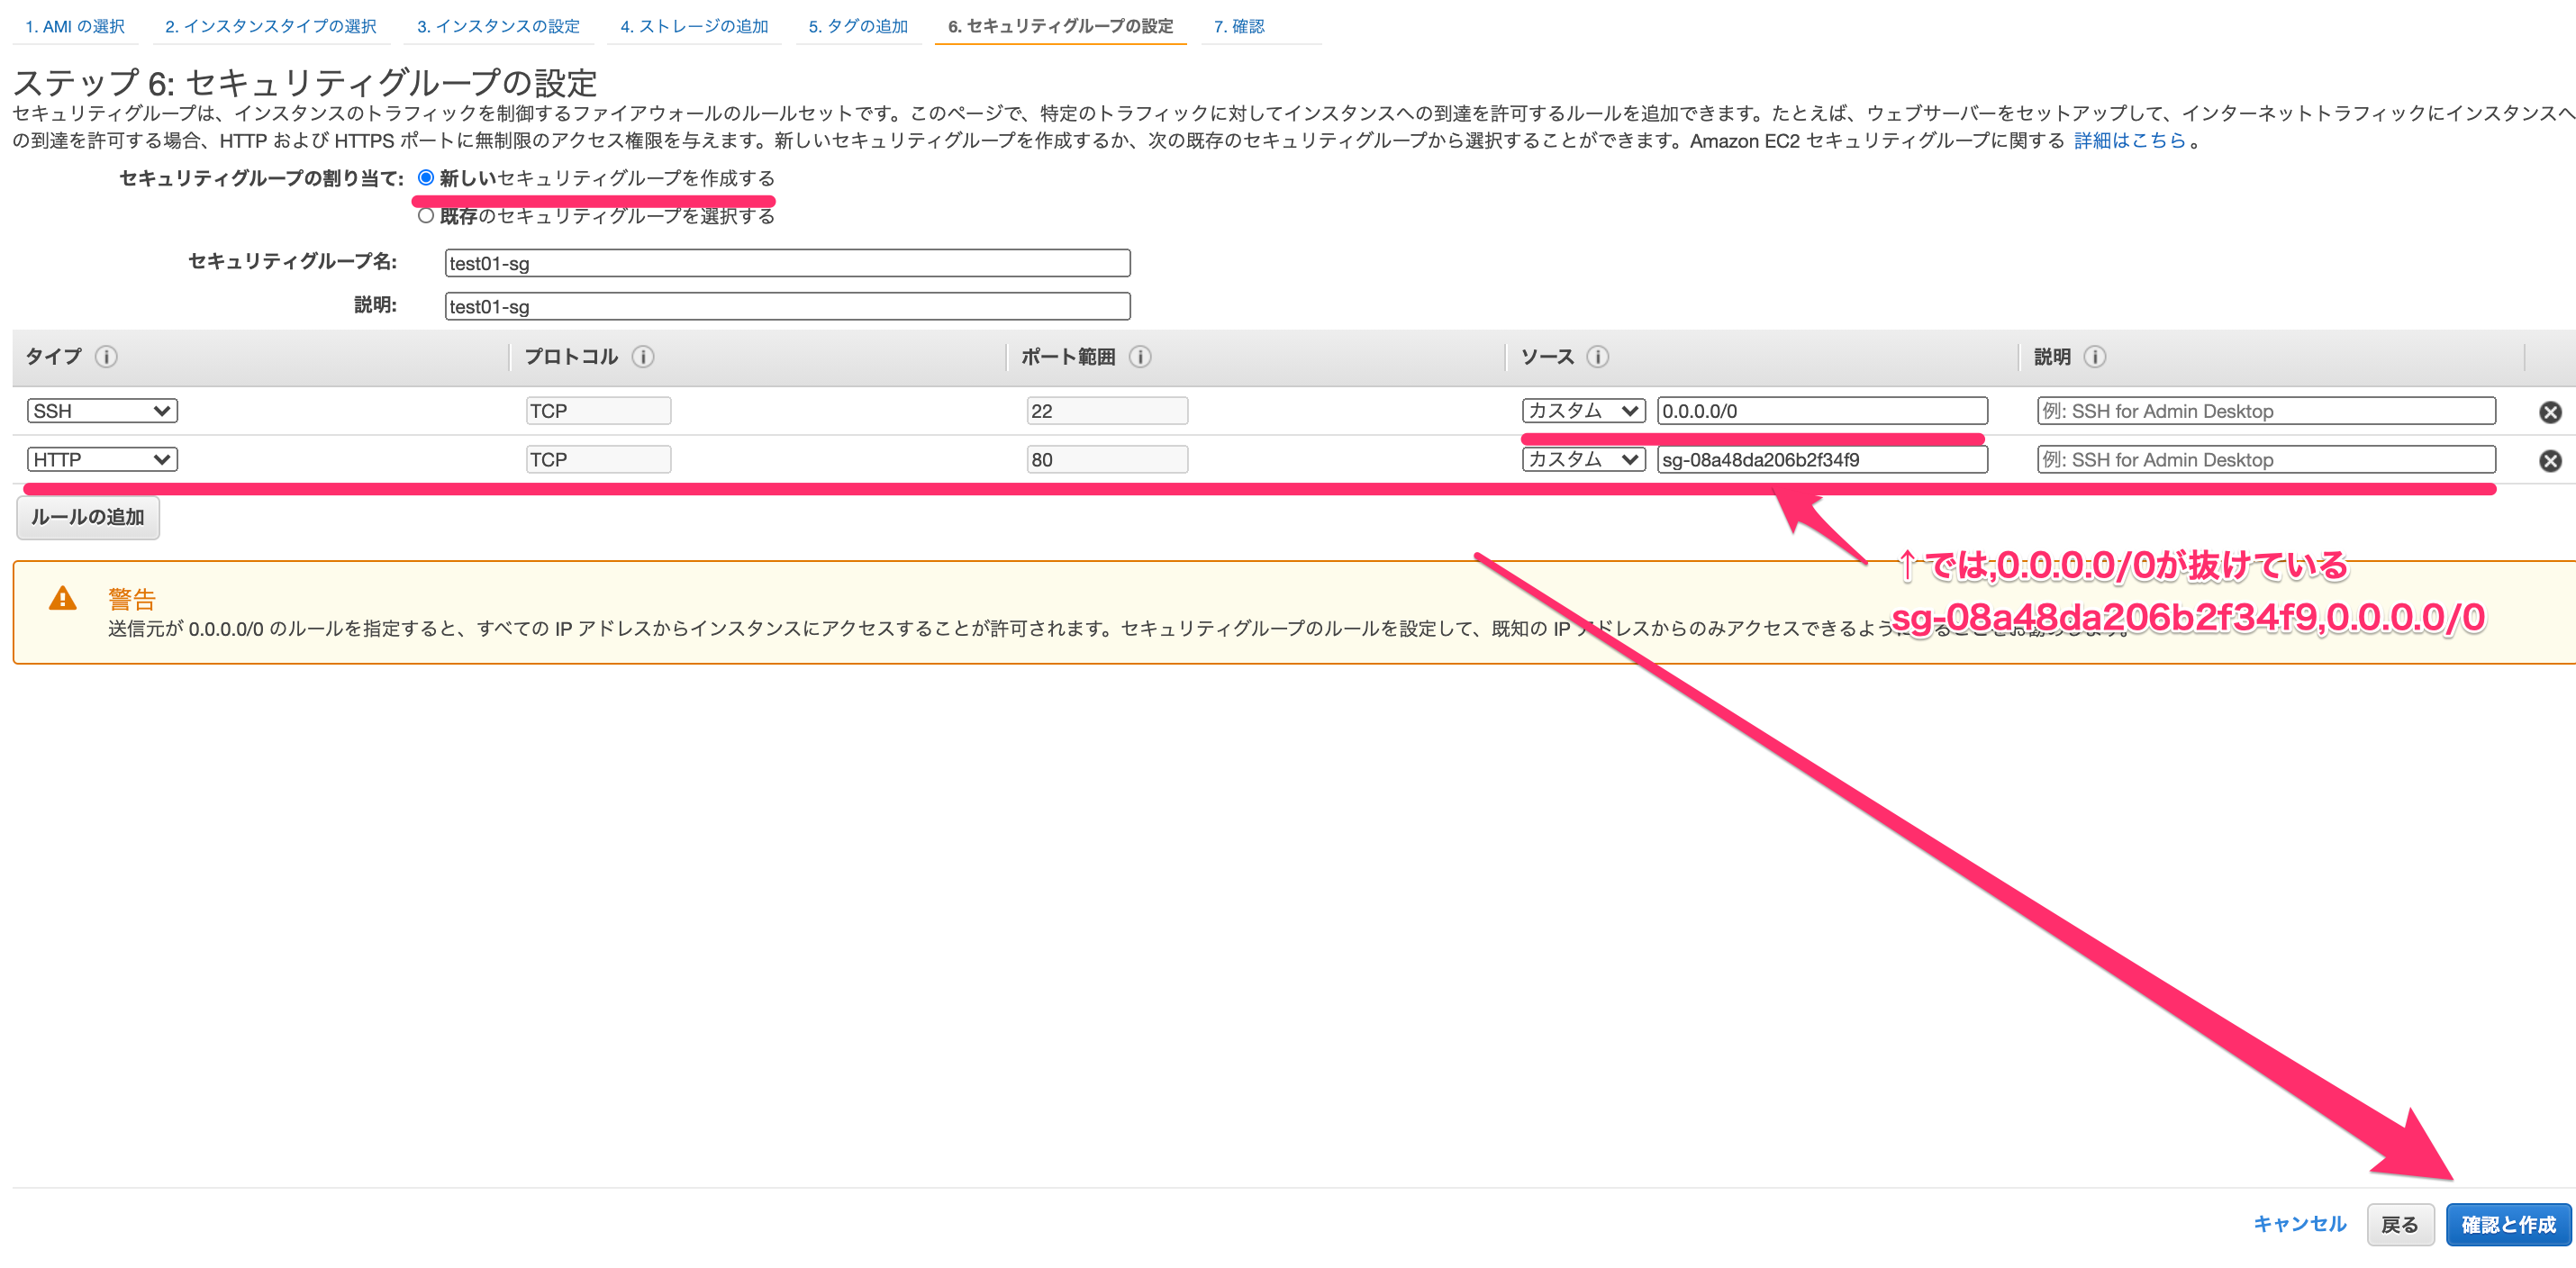 1. AMI の選択 2. インスタンスタイプの選択 3. インスタンスの設定 4. ストレージの追加 5. タグの追加 6. セキュリティグループの設定 7. 確認
ステップ 6: セキュリティグループの設定
セキュリティグループは、インスタンスのトラフィックを制御するファイアウォールのルールセットです。このページで、特定のトラフィックに対してインスタンスへの到達を許可するルールを追加できます。たとえば、ウェブサーバーをセットアップして、インターネットトラフィックにインスタンスへ
の到達を許可する場合、HTTP および HTTPS ポートに無制限のアクセス権限を与えます。新しいセキュリティグループを作成するか、次の既存のセキュリティグループから選択することができます。Amazon EC2 セキュリティグループに関する 詳細はこちら。
セキュリティグループの割り当て: 新しいセキュリティグループを作成する
既存のセキュリティグループを選択する
セキュリティグループ名: test01-sg
説明: test01-sg
タイプ プロトコル ポート範囲 ソース 説明
SSH TCP 22 カスタム 0.0.0.0/0 例: SSH for Admin Desktop
HTTP TCP 80 カスタム sg-08a48da206b2f34f9 例: SSH for Admin Desktop
ルールの追加
↑では,0.0.0.0/0が抜けている
sg-08a48da206b2f34f9,0.0.0.0/0
警告
送信元が 0.0.0.0/0 のルールを指定すると、すべての IP アドレスからインスタンスにアクセスすることが許可されます。セキュリティグループのルールを設定して、既知の IP アドレスからのみアクセスできるように
キャンセル 戻る 確認と作成